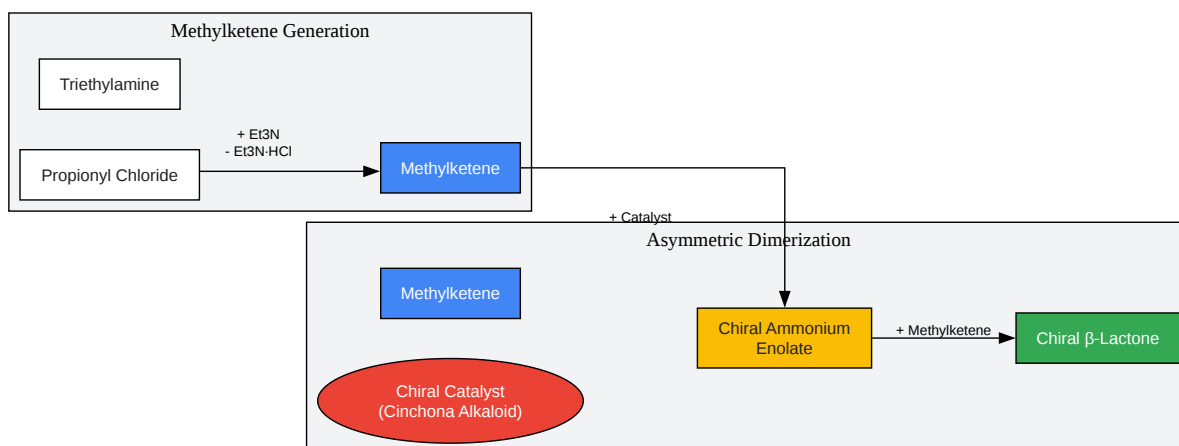 Methylketene Generation
Triethylamine
+ Et3N
- Et3N·HCl
Propionyl Chloride
Methylketene
+ Catalyst
Asymmetric Dimerization
Methylketene
Chiral Ammonium
Enolate
+ Methylketene
Chiral β-Lactone
Chiral Catalyst
(Cinchona Alkaloid)